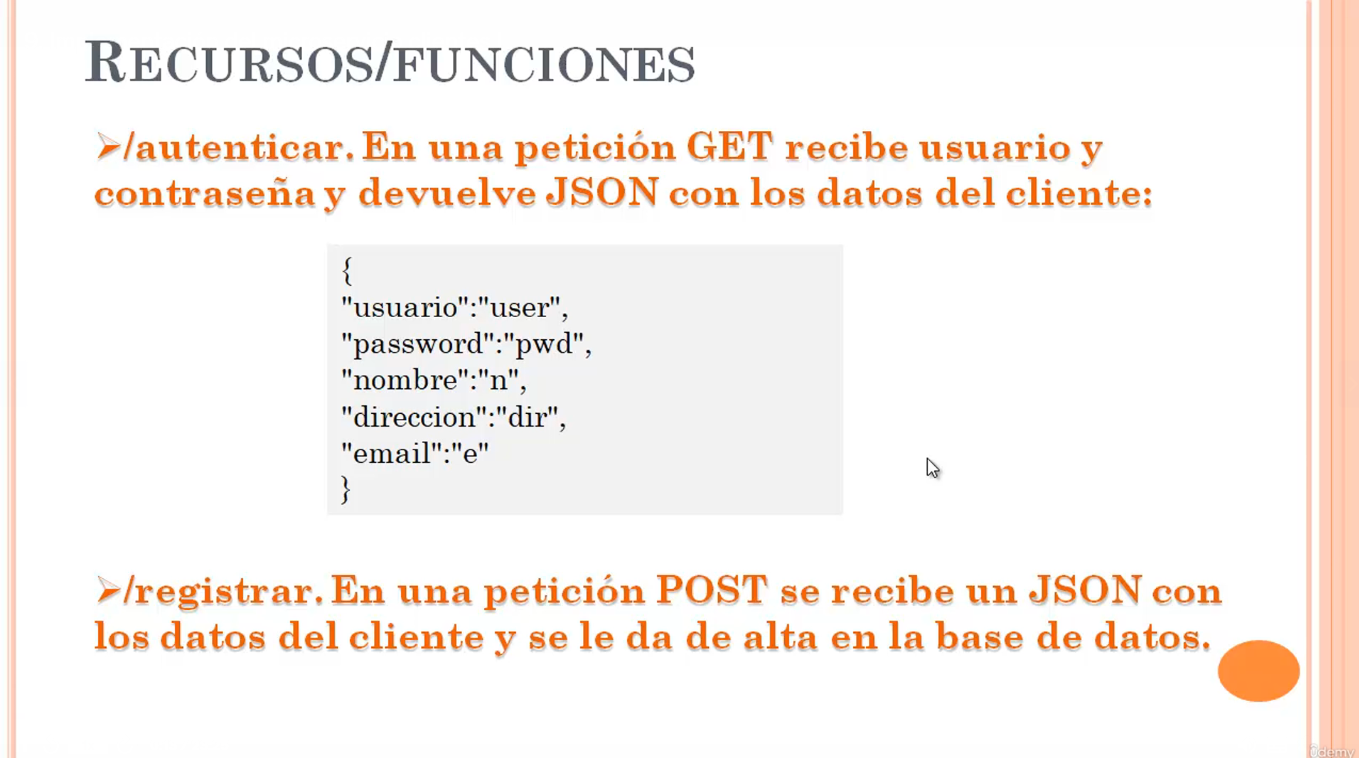 RECURSOS/FUNCIONES
➢/autenticar. En una petición GET recibe usuario y
contraseña y devuelve JSON con los datos del cliente:
{
"usuario":"user",
"password":"pwd",
"nombre":"n",
"direccion":"dir",
"email":"e"
}
➢/registrar. En una petición POST se recibe un JSON con
los datos del cliente y se le da de alta en la base de datos.
Udemy